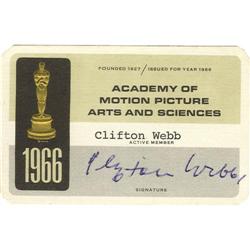 FOUNDED 1927 / ISSUED FOR YEAR 1966
ACADEMY OF
MOTION PICTURE
ARTS AND SCIENCES
Clifton Webb
ACTIVE MEMBER
1966
Clifton Webb
SIGNATURE